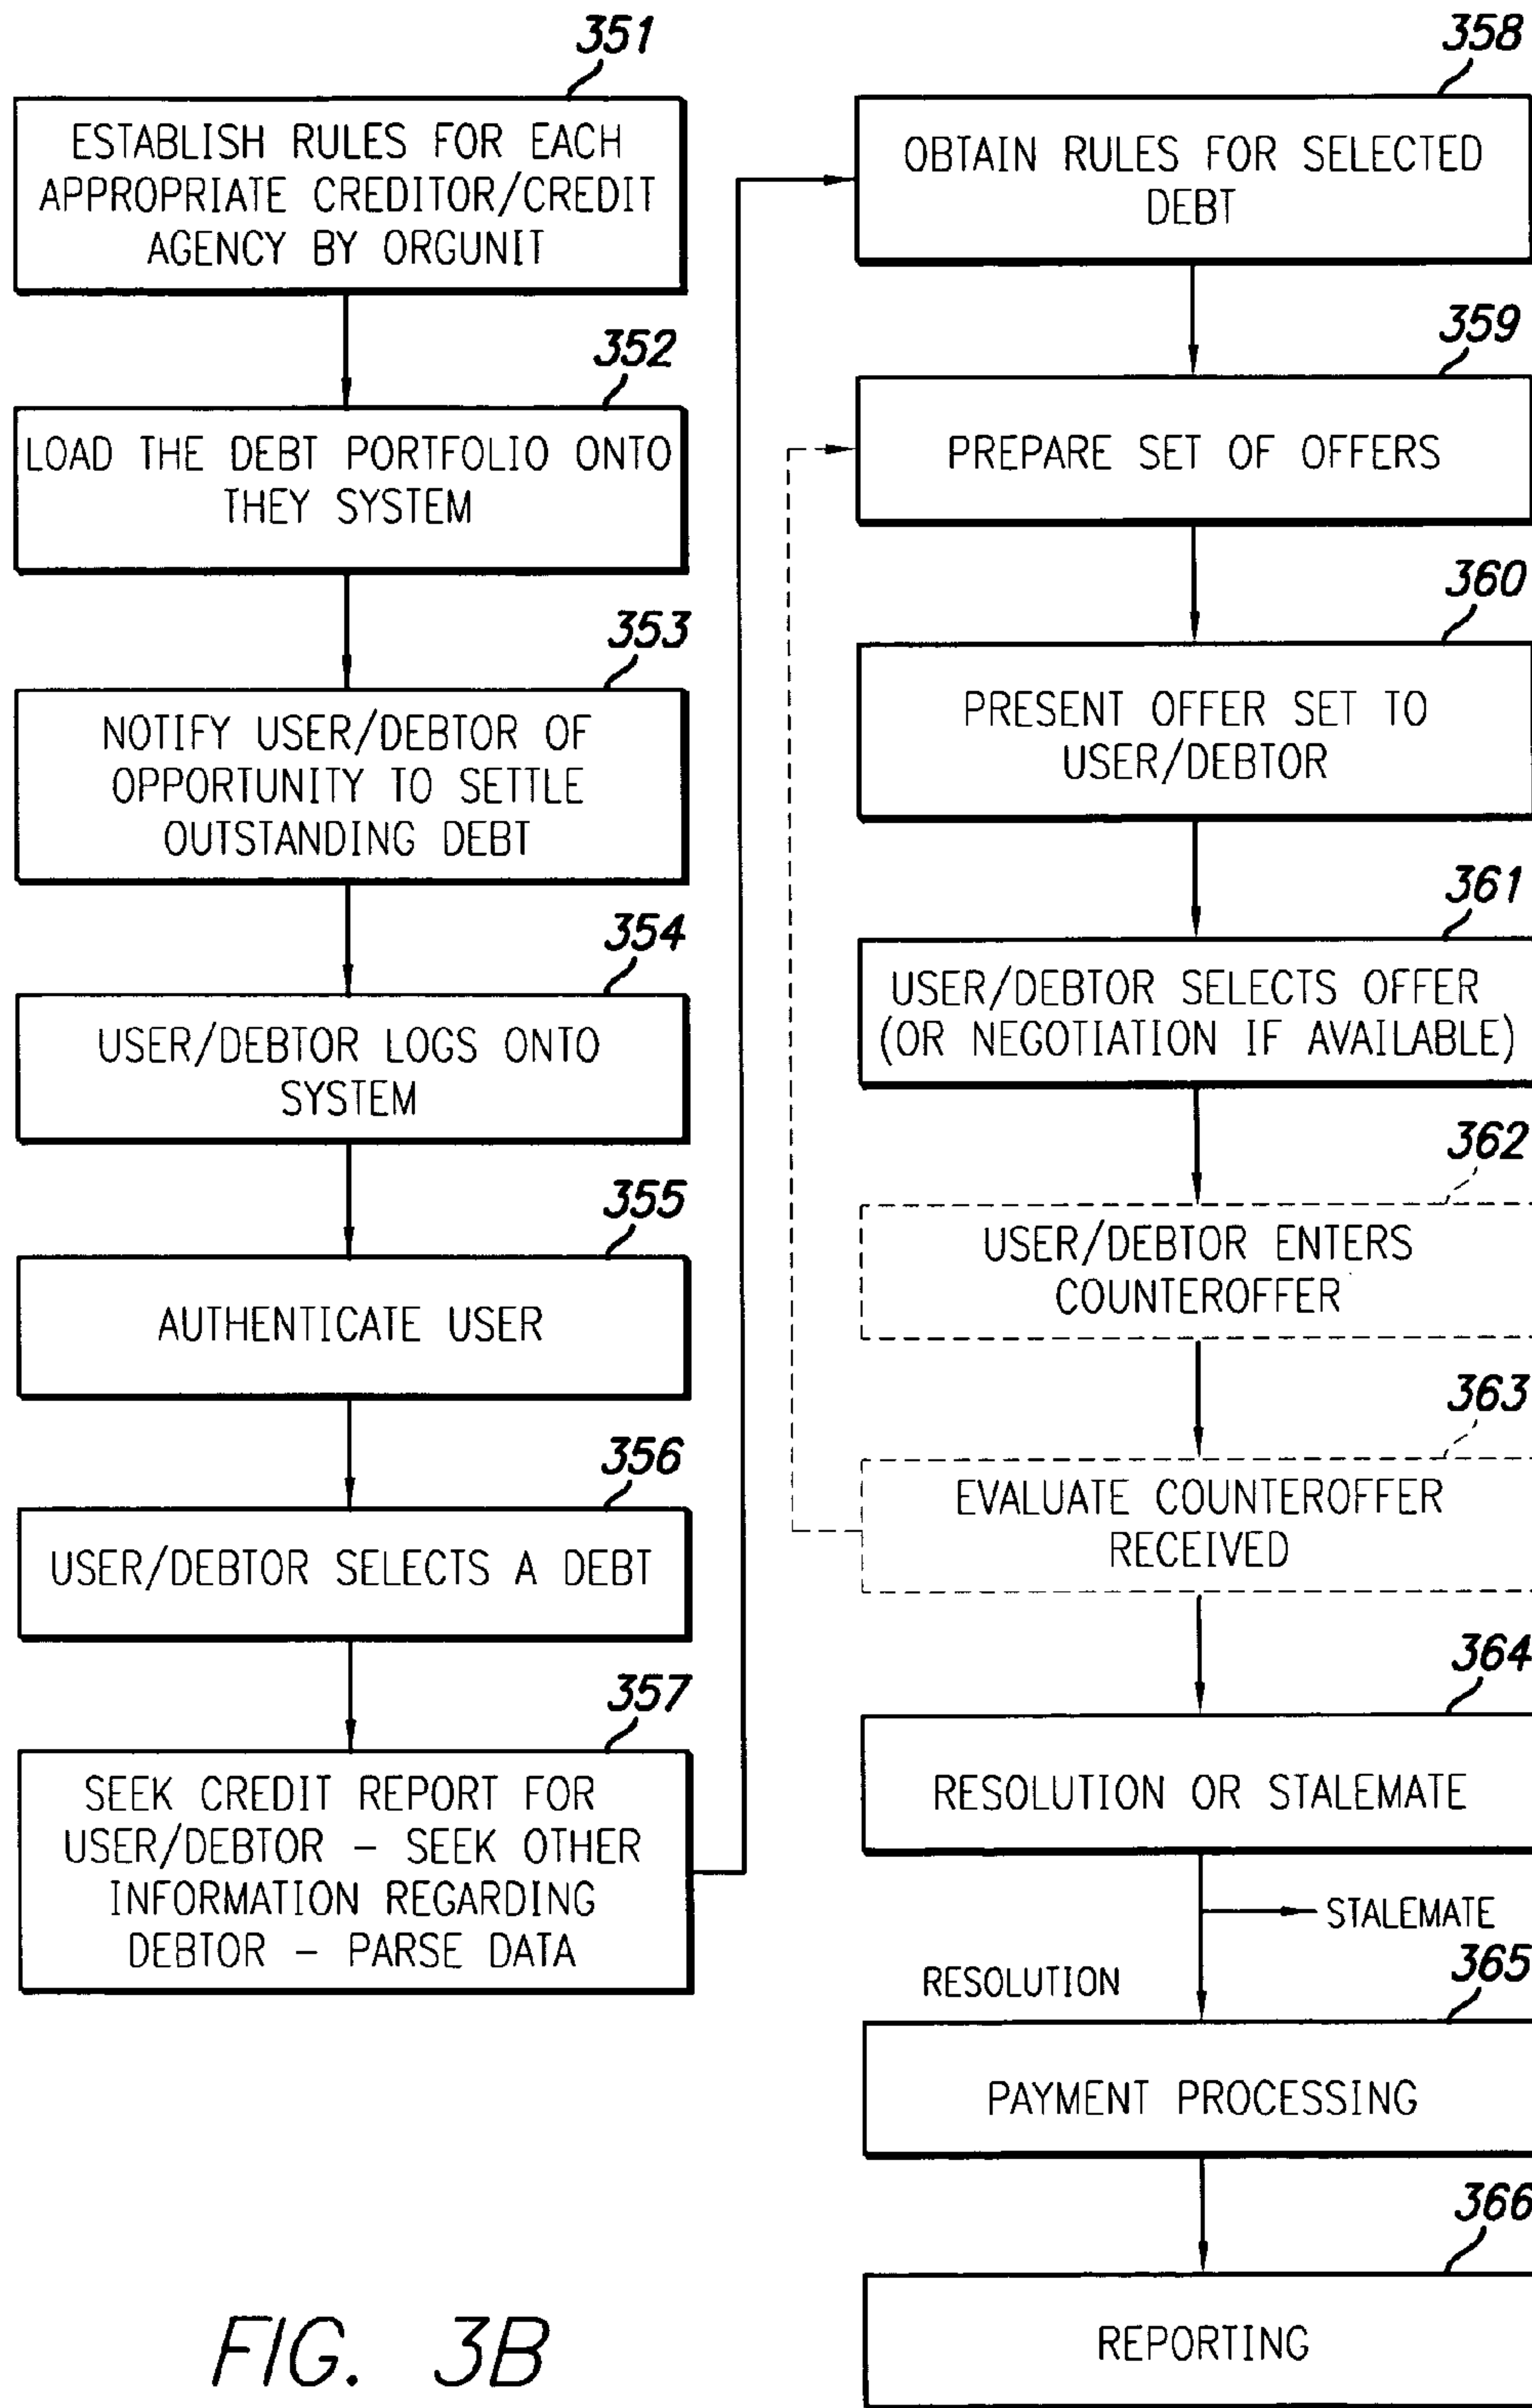 351
ESTABLISH RULES FOR EACH
APPROPRIATE CREDITOR/CREDIT
AGENCY BY ORGUNIT
352
LOAD THE DEBT PORTFOLIO ONTO
THEY SYSTEM
353
NOTIFY USER/DEBTOR OF
OPPORTUNITY TO SETTLE
OUTSTANDING DEBT
354
USER/DEBTOR LOGS ONTO
SYSTEM
355
AUTHENTICATE USER
356
USER/DEBTOR SELECTS A DEBT
357
SEEK CREDIT REPORT FOR
USER/DEBTOR – SEEK OTHER
INFORMATION REGARDING
DEBTOR – PARSE DATA
358
OBTAIN RULES FOR SELECTED
DEBT
359
PREPARE SET OF OFFERS
360
PRESENT OFFER SET TO
USER/DEBTOR
361
USER/DEBTOR SELECTS OFFER
(OR NEGOTIATION IF AVAILABLE)
362
USER/DEBTOR ENTERS
COUNTEROFFER
363
EVALUATE COUNTEROFFER
RECEIVED
364
RESOLUTION OR STALEMATE
STALEMATE
RESOLUTION
365
PAYMENT PROCESSING
366
REPORTING
FIG. 3B